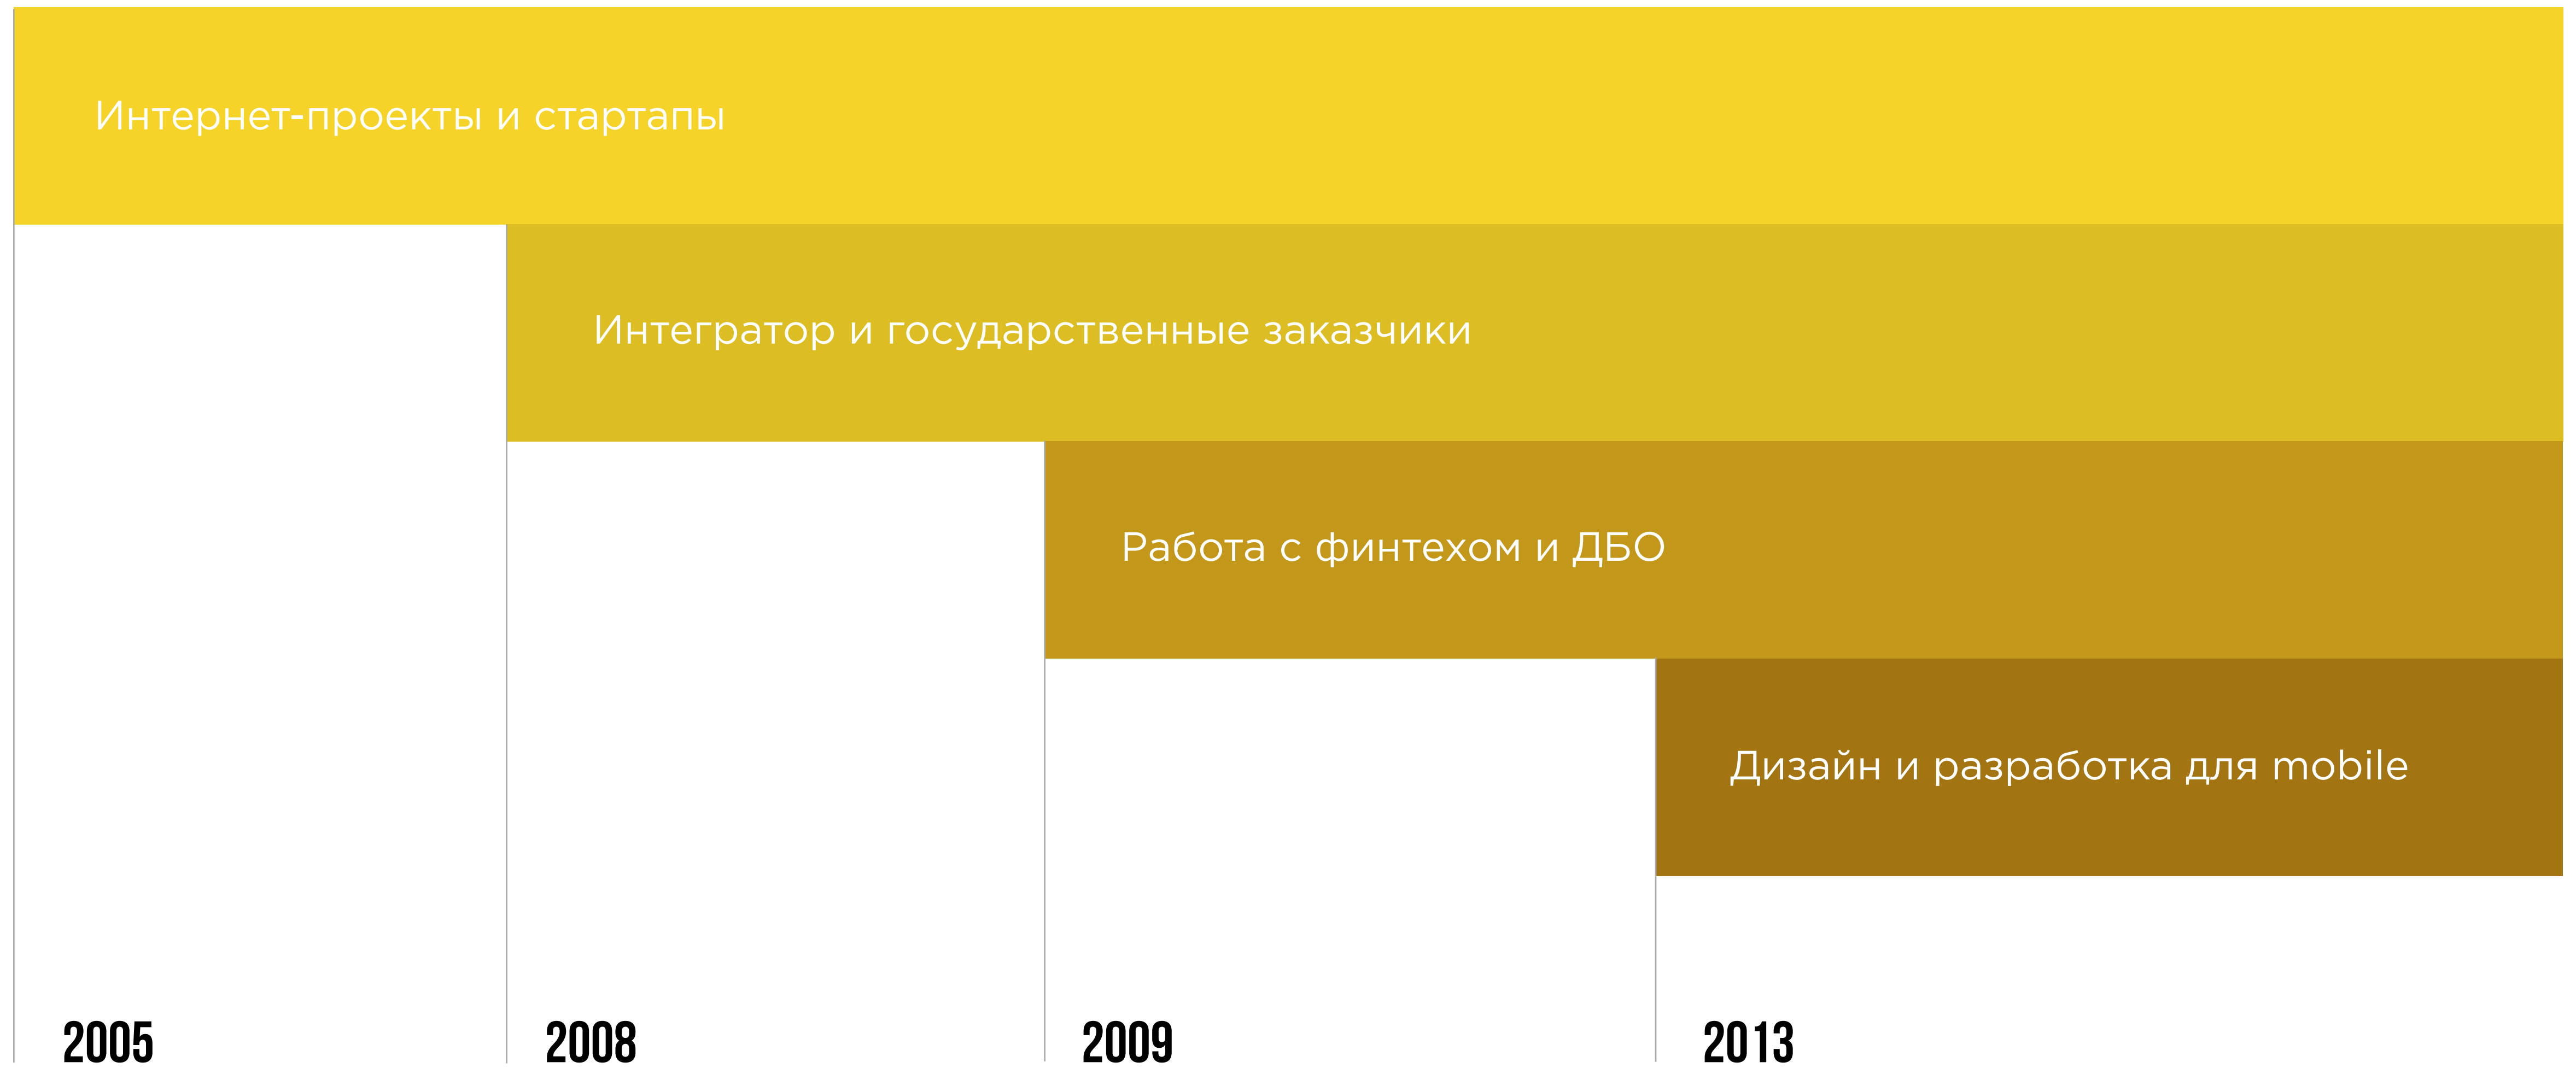 Интернет-проекты и стартапы
Интегратор и государственные заказчики
Работа с финтехом и ДБО
Дизайн и разработка для mobile
2005
2008
2009
2013